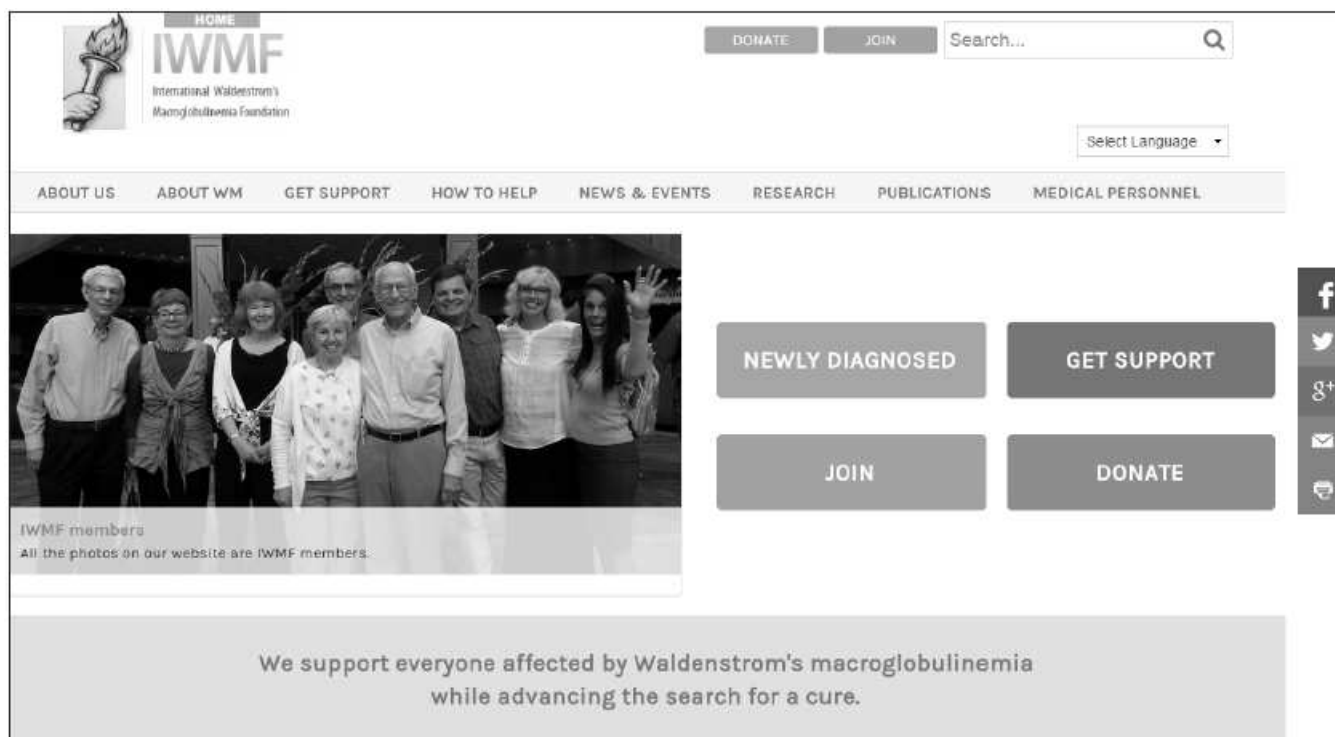 HOME
IWMF
International Waldenstrom's
Macroglobulinemia Foundation
DONATE
JOIN
Search...
Select Language
ABOUT US
ABOUT WM
GET SUPPORT
HOW TO HELP
NEWS & EVENTS
RESEARCH
PUBLICATIONS
MEDICAL PERSONNEL
NEWLY DIAGNOSED
GET SUPPORT
JOIN
DONATE
IWMF members
All the photos on our website are IWMF members.
f
g+
We support everyone affected by Waldenstrom's macroglobulinemia
while advancing the search for a cure.